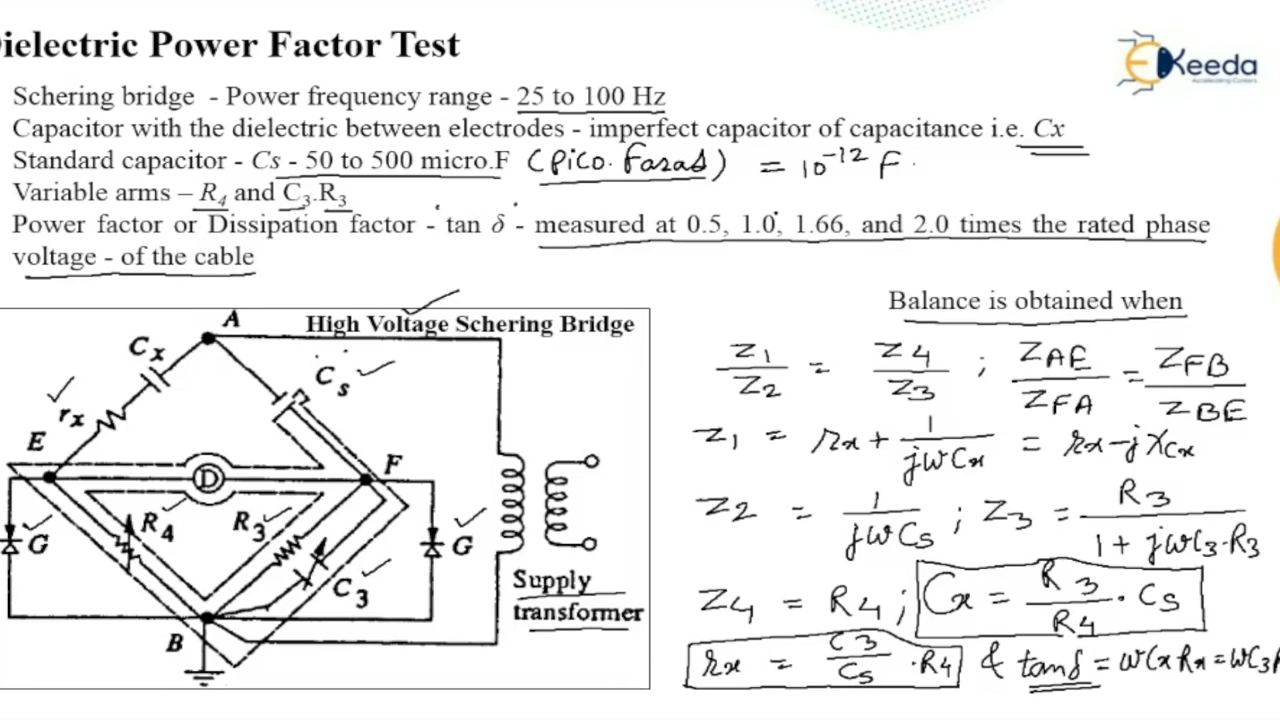 Dielectric Power Factor Test
EKeeda
Accelerating Careers
Schering bridge - Power frequency range - 25 to 100 Hz
Capacitor with the dielectric between electrodes - imperfect capacitor of capacitance i.e. Cx
Standard capacitor - Cs - 50 to 500 micro.F (Pico.Farad) = 10⁻¹² F
Variable arms – R₄ and C₃.R₃
Power factor or Dissipation factor - tan δ - measured at 0.5, 1.0, 1.66, and 2.0 times the rated phase
voltage - of the cable
High Voltage Schering Bridge
A
Cx
Cs
rx
E
D
F
R₄
R₃
G
G
C₃
B
Supply
transformer
Balance is obtained when
Z1/Z2 = Z4/Z3 ; ZAE/ZFA = ZFB/ZBE
Z1 = rx + 1/jωCx = rx - jXCx
Z2 = 1/jωCs ; Z3 = R3/1 + jωC3.R3
Z4 = R4 ; Cx = R3/R4 . Cs
rx = C3/Cs . R4 & tanδ = ωCxRx = ωC3